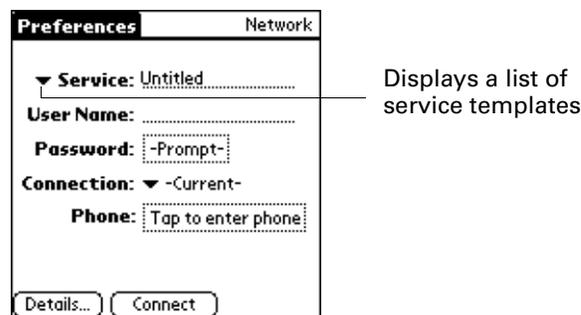 Preferences Network
Service: Untitled
User Name:
Password: -Prompt-
Connection: -Current-
Phone: Tap to enter phone
Details... Connect
Displays a list of
service templates